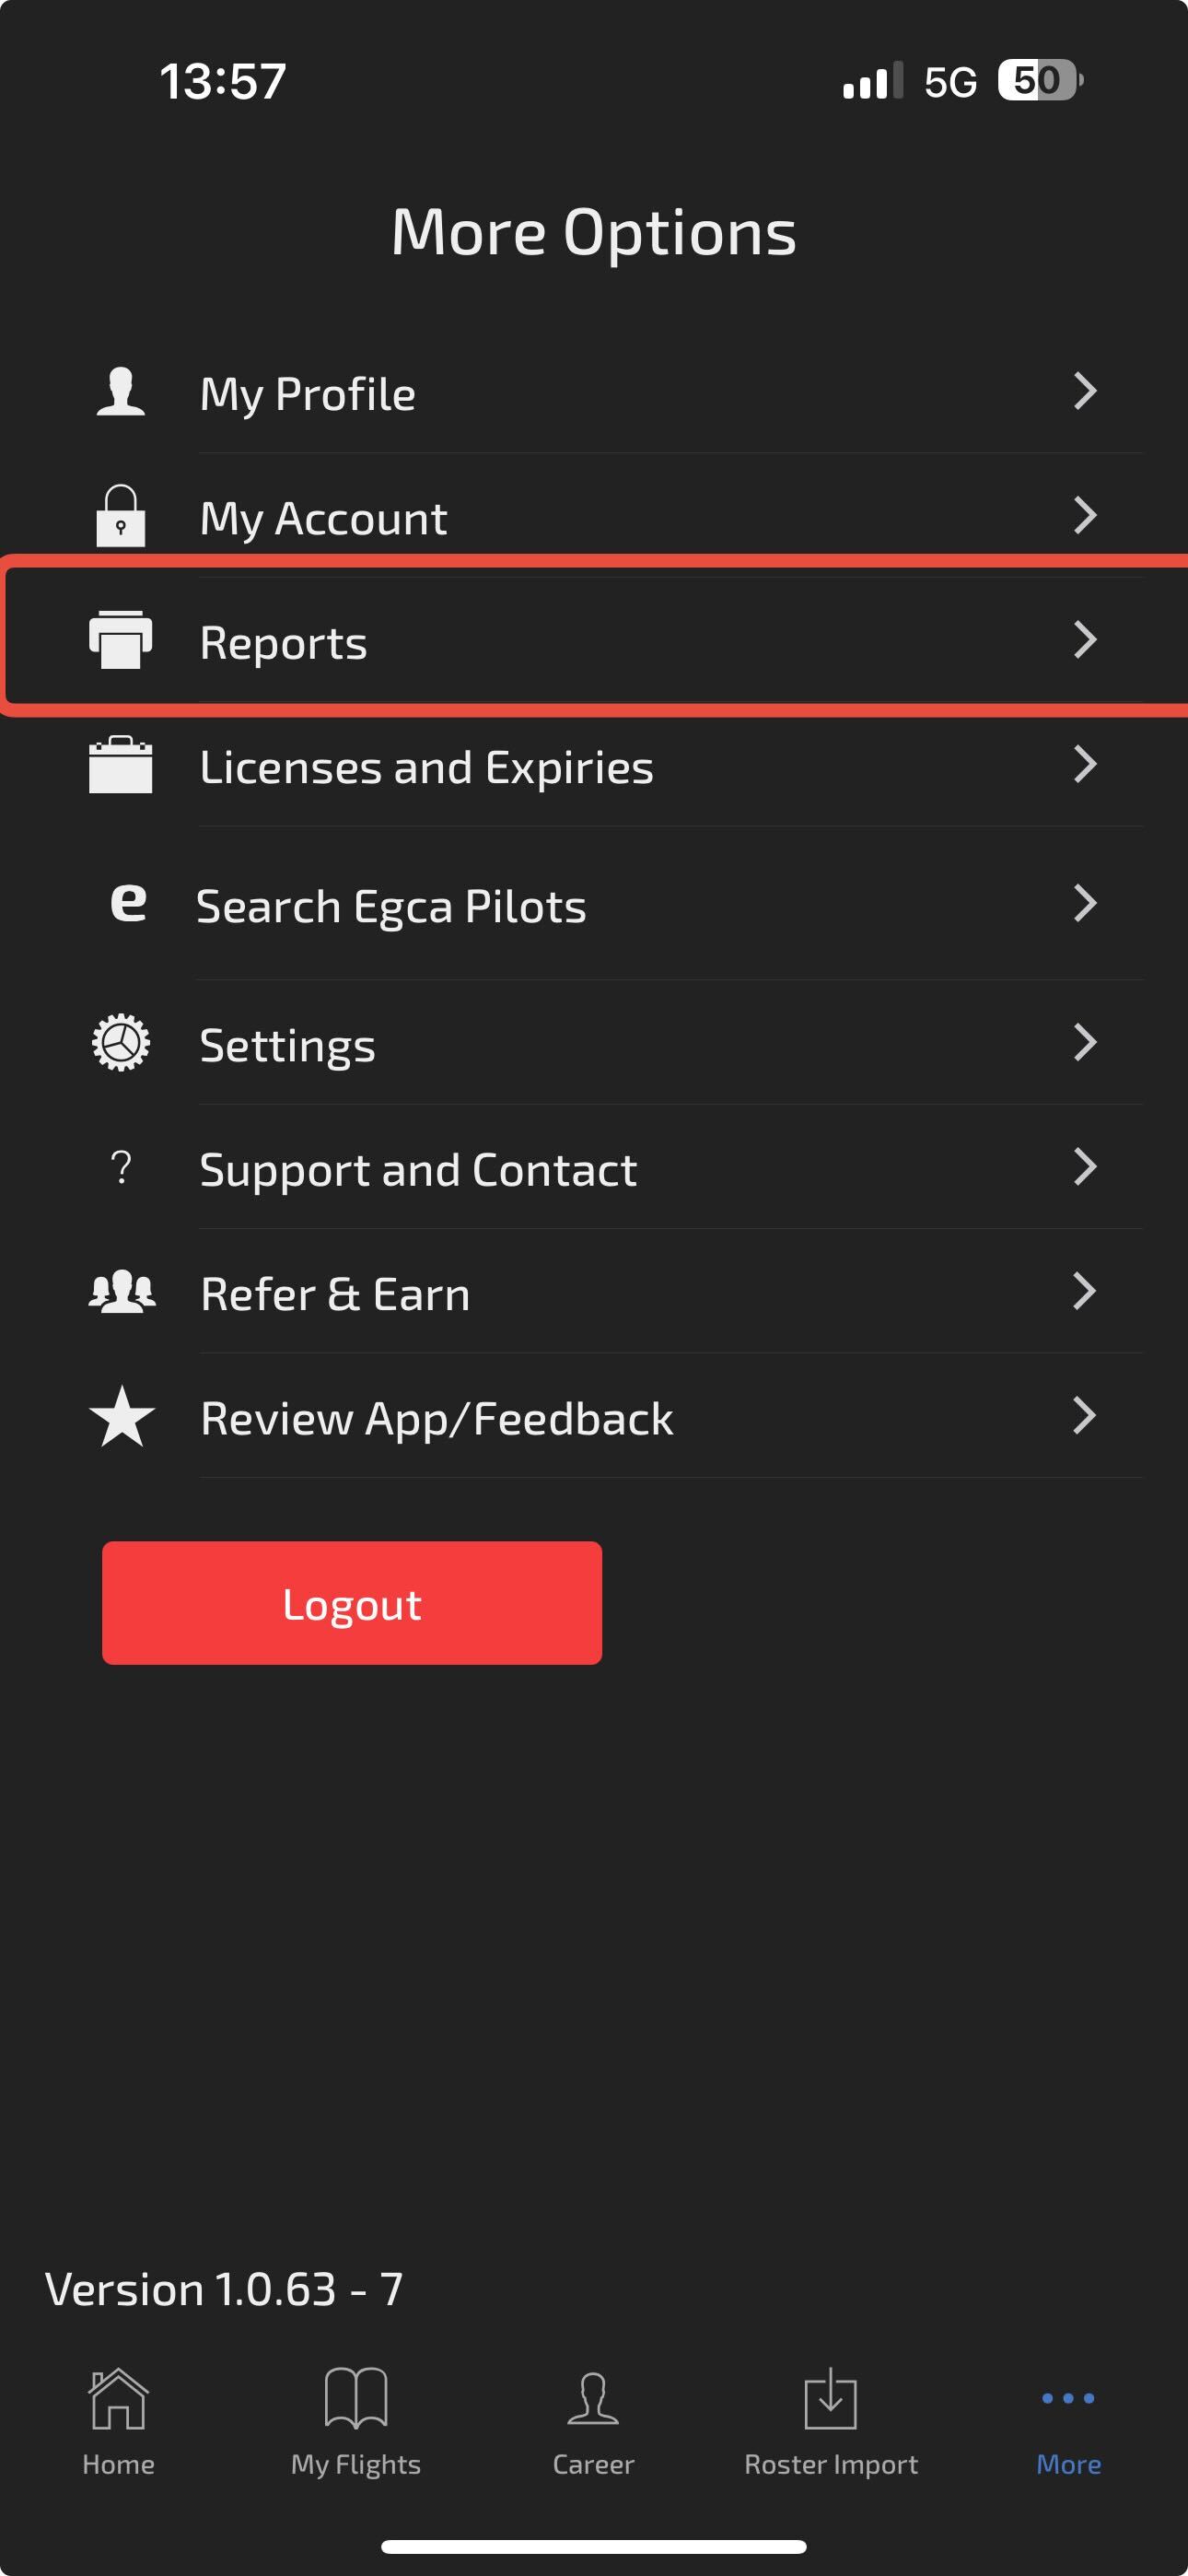 13:57 5G 50
More Options
My Profile
My Account
Reports
Licenses and Expiries
e Search Egca Pilots
Settings
? Support and Contact
Refer & Earn
Review App/Feedback
Logout
Version 1.0.63 - 7
Home My Flights Career Roster Import More